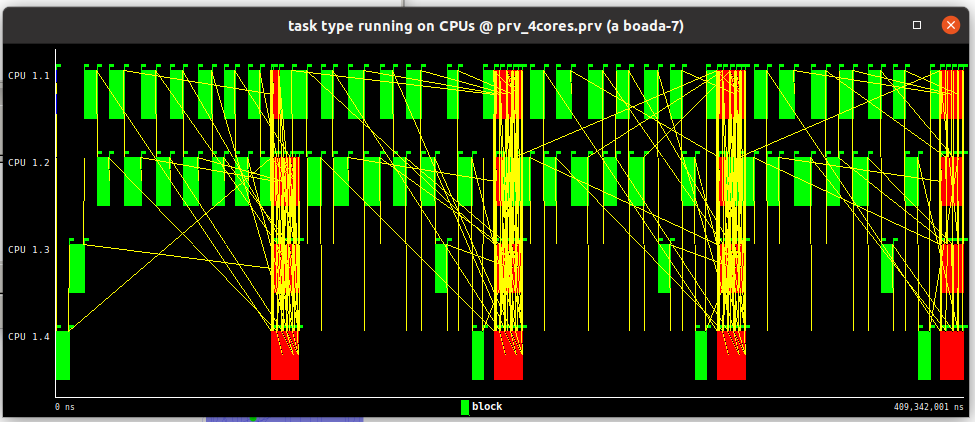 task type running on CPUs @ prv_4cores.prv (a boada-7)
CPU 1.1
CPU 1.2
CPU 1.3
CPU 1.4
0 ns
block
409,342,001 ns